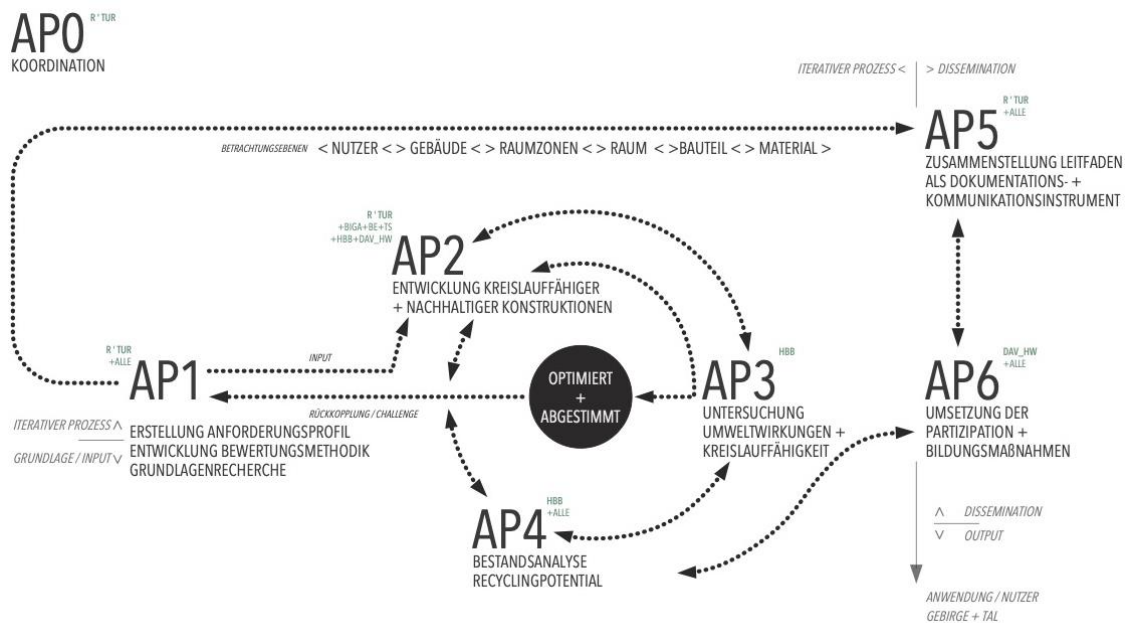 AP0
R°TUR
KOORDINATION
ITERATIVER PROZESS <
> DISSEMINATION
AP5
R°TUR
+ALLE
ZUSAMMENSTELLUNG LEITFADEN
ALS DOKUMENTATIONS- +
KOMMUNIKATIONSINSTRUMENT
BETRACHTUNGSEBENEN < NUTZER < > GEBÄUDE < > RAUMZONEN < > RAUM < >BAUTEIL < > MATERIAL >
R°TUR
+BIGA+BE+TS
+HBB+DAV_HW
AP2
ENTWICKLUNG KREISLAUFFÄHIGER
+ NACHHALTIGER KONSTRUKTIONEN
R°TUR
+ALLE
AP1
INPUT
RÜCKKOPPLUNG / CHALLENGE
ITERATIVER PROZESS ∧
GRUNDLAGE / INPUT ∨
ERSTELLUNG ANFORDERUNGSPROFIL
ENTWICKLUNG BEWERTUNGSMETHODIK
GRUNDLAGENRECHERCHE
OPTIMIERT
+
ABGESTIMMT
AP3
HBB
UNTERSUCHUNG
UMWELTWIRKUNGEN +
KREISLAUFFÄHIGKEIT
AP6
DAV_HW
+ALLE
UMSETZUNG DER
PARTIZIPATION +
BILDUNGSMAßNAHMEN
AP4
HBB
+ALLE
BESTANDSANALYSE
RECYCLINGPOTENTIAL
∧ DISSEMINATION
∨ OUTPUT
ANWENDUNG / NUTZER
GEBIRGE + TAL